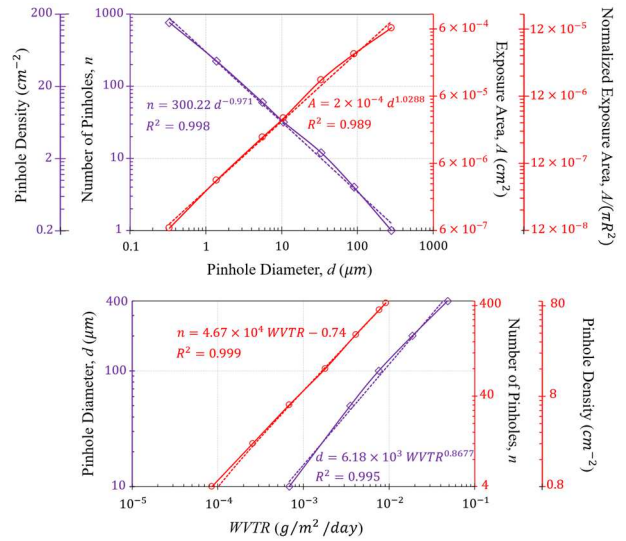 Pinhole Density (cm⁻²)
200
20
2
0.2
Number of Pinholes, n
1000
100
10
1
n = 300.22 d^−0.971
R² = 0.998
A = 2 × 10⁻⁴ d^1.0288
R² = 0.989
6 × 10⁻⁴
6 × 10⁻⁵
6 × 10⁻⁶
6 × 10⁻⁷
Exposure Area, A (cm²)
12 × 10⁻⁵
12 × 10⁻⁶
12 × 10⁻⁷
12 × 10⁻⁸
Normalized Exposure Area, A/(πR²)
0.1 1 10 100 1000
Pinhole Diameter, d (μm)
Pinhole Diameter, d (μm)
400
100
10
n = 4.67 × 10⁴ WVTR − 0.74
R² = 0.999
d = 6.18 × 10³ WVTR^0.8677
R² = 0.995
400
40
4
Number of Pinholes, n
80
8
0.8
Pinhole Density (cm⁻²)
10⁻⁵ 10⁻⁴ 10⁻³ 10⁻² 10⁻¹
WVTR (g/m²/day)